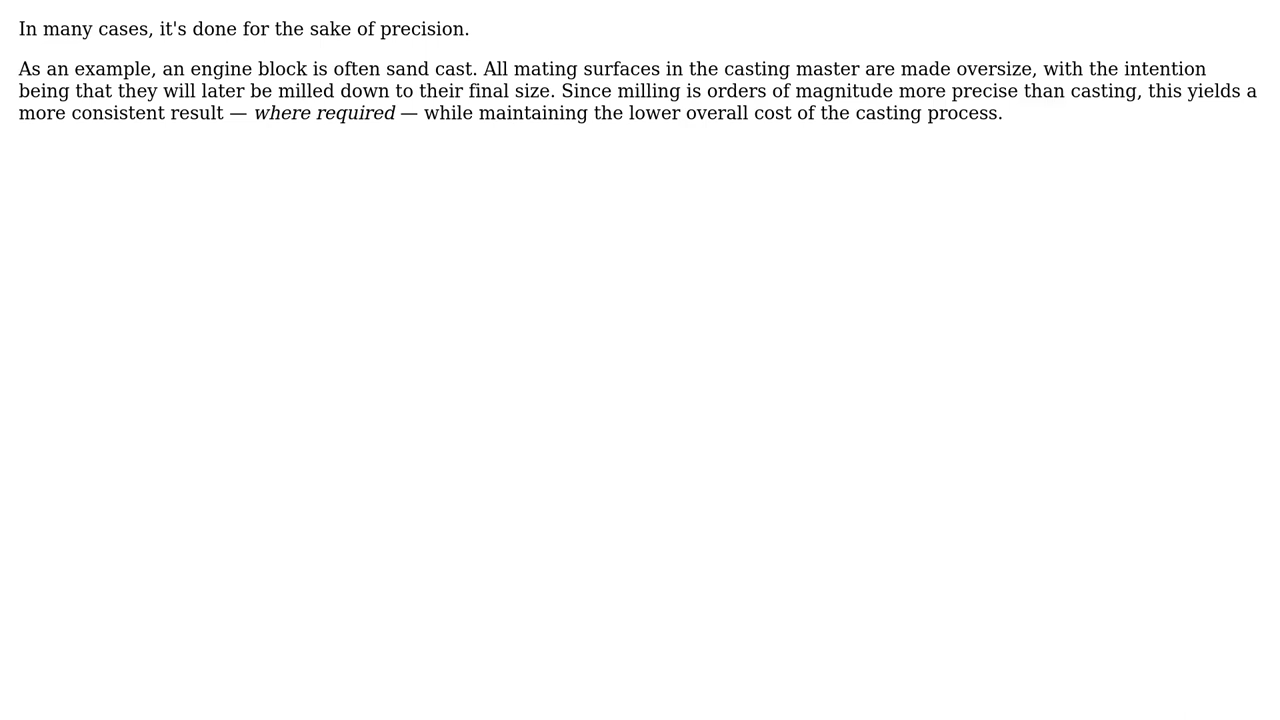 In many cases, it's done for the sake of precision.
As an example, an engine block is often sand cast. All mating surfaces in the casting master are made oversize, with the intention
being that they will later be milled down to their final size. Since milling is orders of magnitude more precise than casting, this yields a
more consistent result — where required — while maintaining the lower overall cost of the casting process.